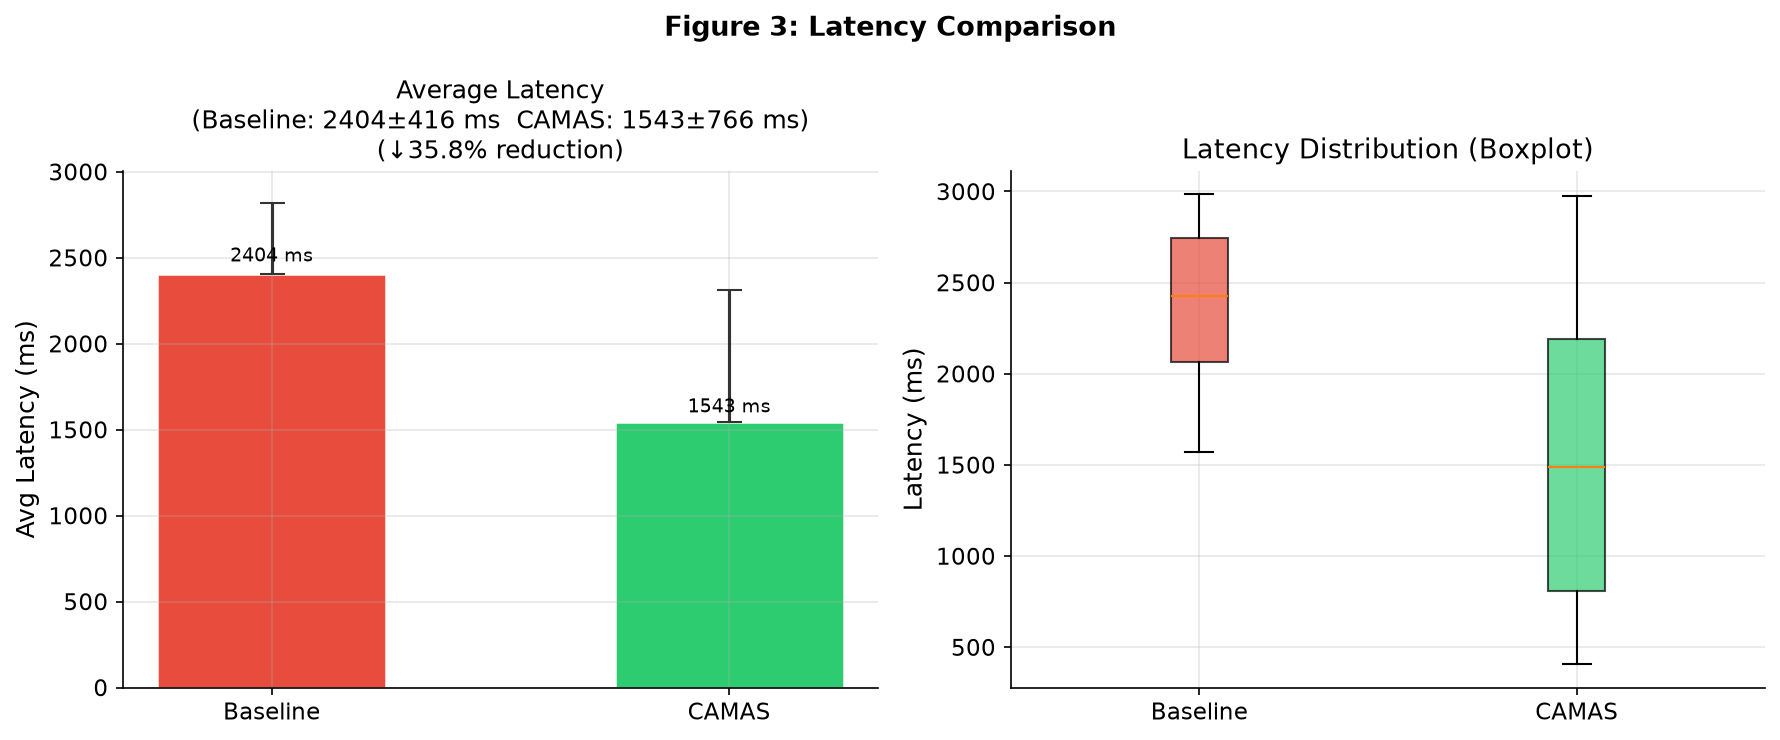 Figure 3: Latency Comparison
Average Latency
(Baseline: 2404±416 ms  CAMAS: 1543±766 ms)
(↓35.8% reduction)
Avg Latency (ms)
3000
2500
2000
1500
1000
500
0
2404 ms
1543 ms
Baseline
CAMAS
Latency Distribution (Boxplot)
Latency (ms)
3000
2500
2000
1500
1000
500
Baseline
CAMAS